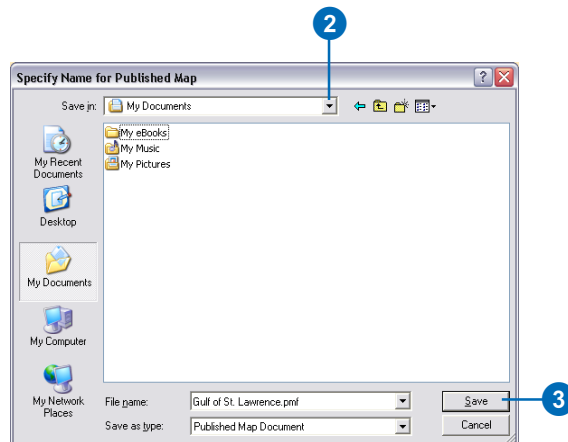 2
Specify Name for Published Map
Save in:
My Documents
My Recent
Documents
Desktop
My Documents
My Computer
My Network
Places
My eBooks
My Music
My Pictures
File name:
Gulf of St. Lawrence.pmf
Save
3
Save as type:
Published Map Document
Cancel